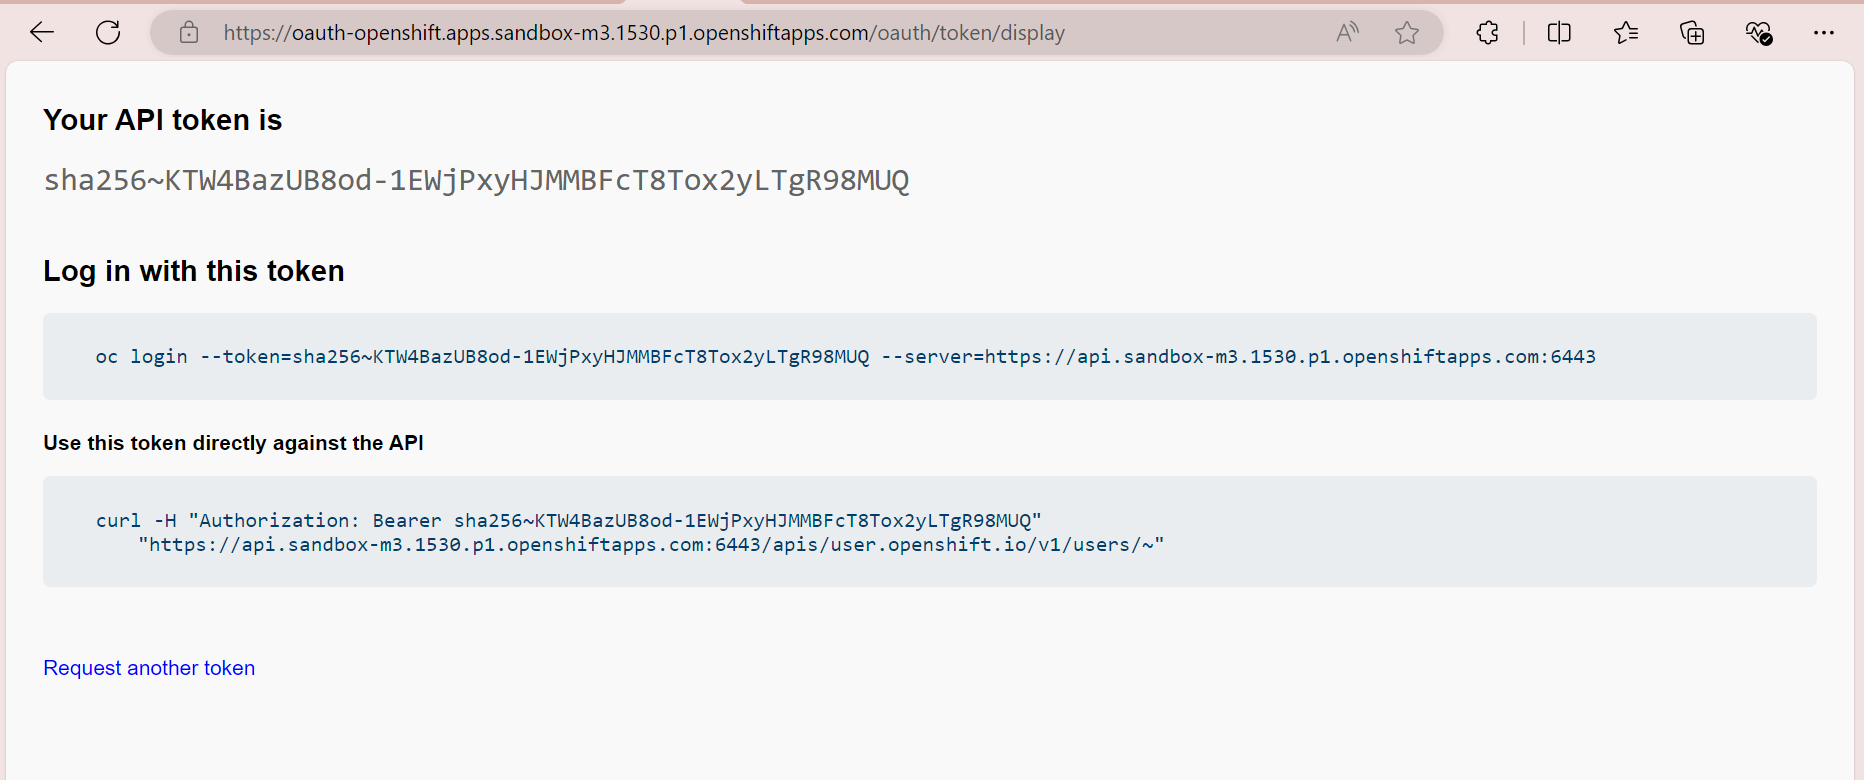 https://oauth-openshift.apps.sandbox-m3.1530.p1.openshiftapps.com/oauth/token/display
Your API token is
sha256~KTW4BazUB8od-1EWjPxyHJMMBFcT8Tox2yLTgR98MUQ
Log in with this token
oc login --token=sha256~KTW4BazUB8od-1EWjPxyHJMMBFcT8Tox2yLTgR98MUQ --server=https://api.sandbox-m3.1530.p1.openshiftapps.com:6443
Use this token directly against the API
curl -H "Authorization: Bearer sha256~KTW4BazUB8od-1EWjPxyHJMMBFcT8Tox2yLTgR98MUQ"
"https://api.sandbox-m3.1530.p1.openshiftapps.com:6443/apis/user.openshift.io/v1/users/~"
Request another token